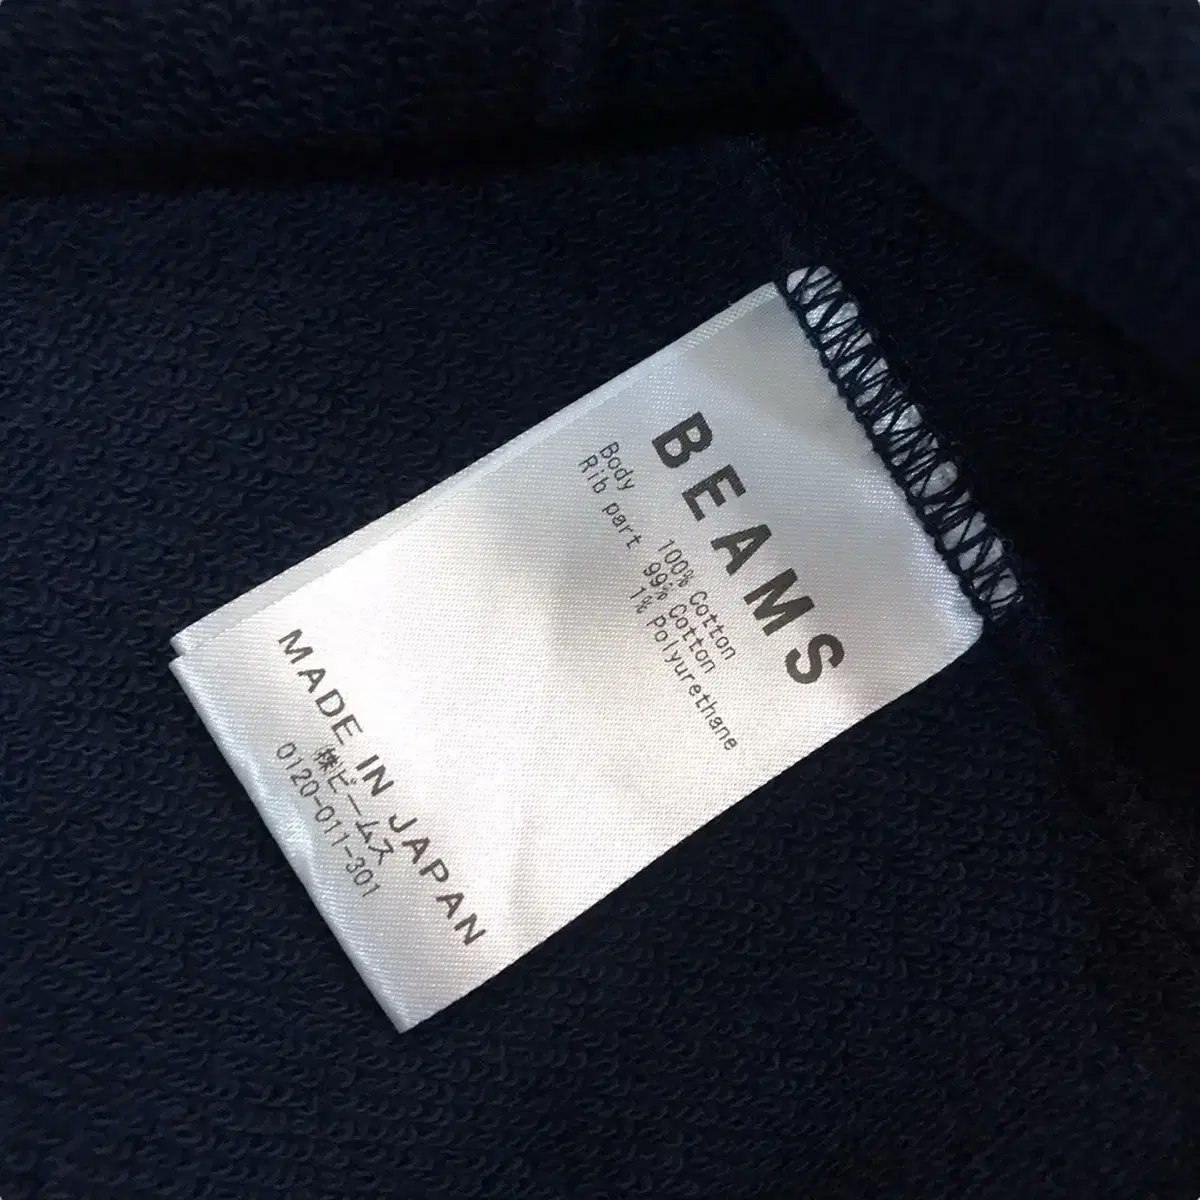 BEAMS
Body 100% Cotton
Rib part 99% Cotton
1% Polyurethane
MADE IN JAPAN
㈱ビームス
0120-011-301